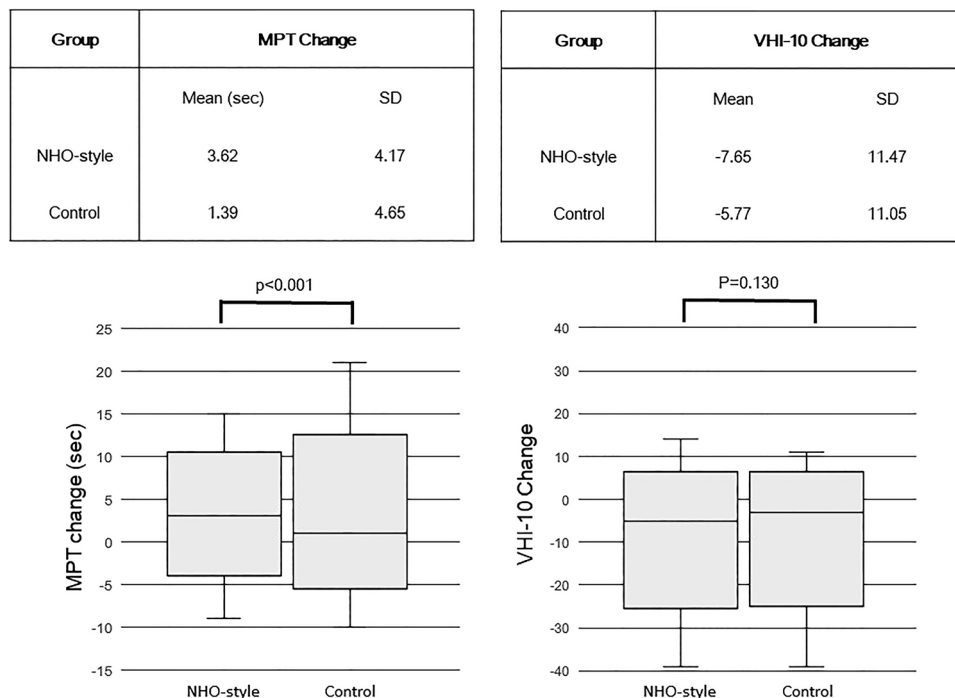 Group MPT Change
Mean (sec) SD
NHO-style 3.62 4.17
Control 1.39 4.65
Group VHI-10 Change
Mean SD
NHO-style -7.65 11.47
Control -5.77 11.05
p<0.001
25
20
15
10
5
0
-5
-10
-15
MPT change (sec)
NHO-style Control
P=0.130
40
30
20
10
0
-10
-20
-30
-40
VHI-10 Change
NHO-style Control